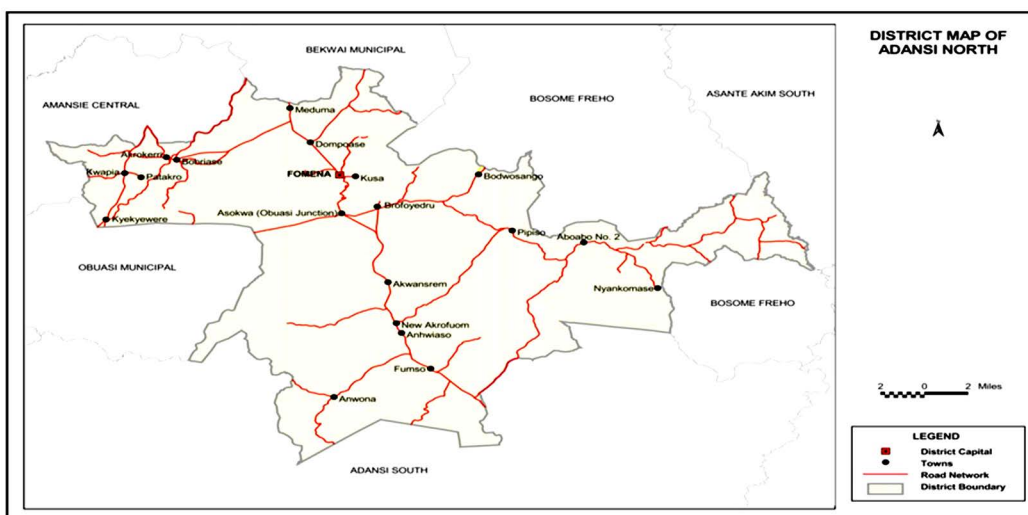 DISTRICT MAP OF
ADANSI NORTH
BEKWAI MUNICIPAL
AMANSIE CENTRAL
BOSOME FREHO
ASANTE AKIM SOUTH
Meduma
Dompoase
Akrokerri
Bobriase
Kwapia
Patakro
FOMENA
Kusa
Bodwosango
Kyekyewere
Asokwa (Obuasi Junction)
Brofoyedru
Pipiso
Aboabo No. 2
OBUASI MUNICIPAL
Akwansrem
Nyankomase
BOSOME FREHO
New Akrofuom
Anhwiaso
Fumso
Anwona
ADANSI SOUTH
2 0 2 Miles
LEGEND
District Capital
Towns
Road Network
District Boundary